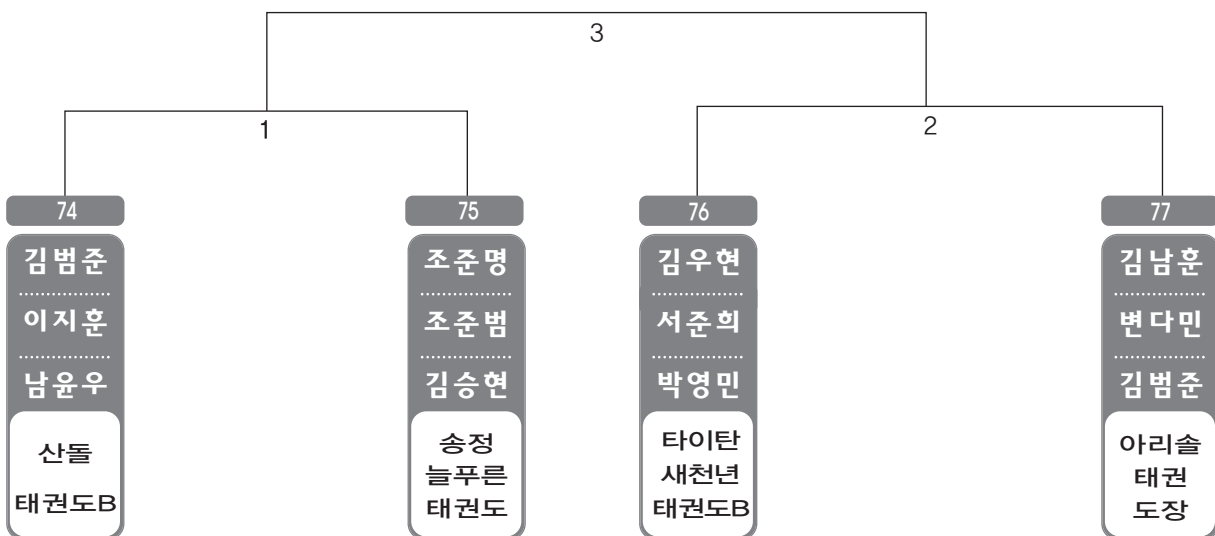 3
1
2
74
김범준
이지훈
남윤우
산돌
태권도B
75
조준명
조준범
김승현
송정
늘푸른
태권도
76
김우현
서준희
박영민
타이탄
새천년
태권도B
77
김남훈
변다민
김범준
아리솔
태권
도장